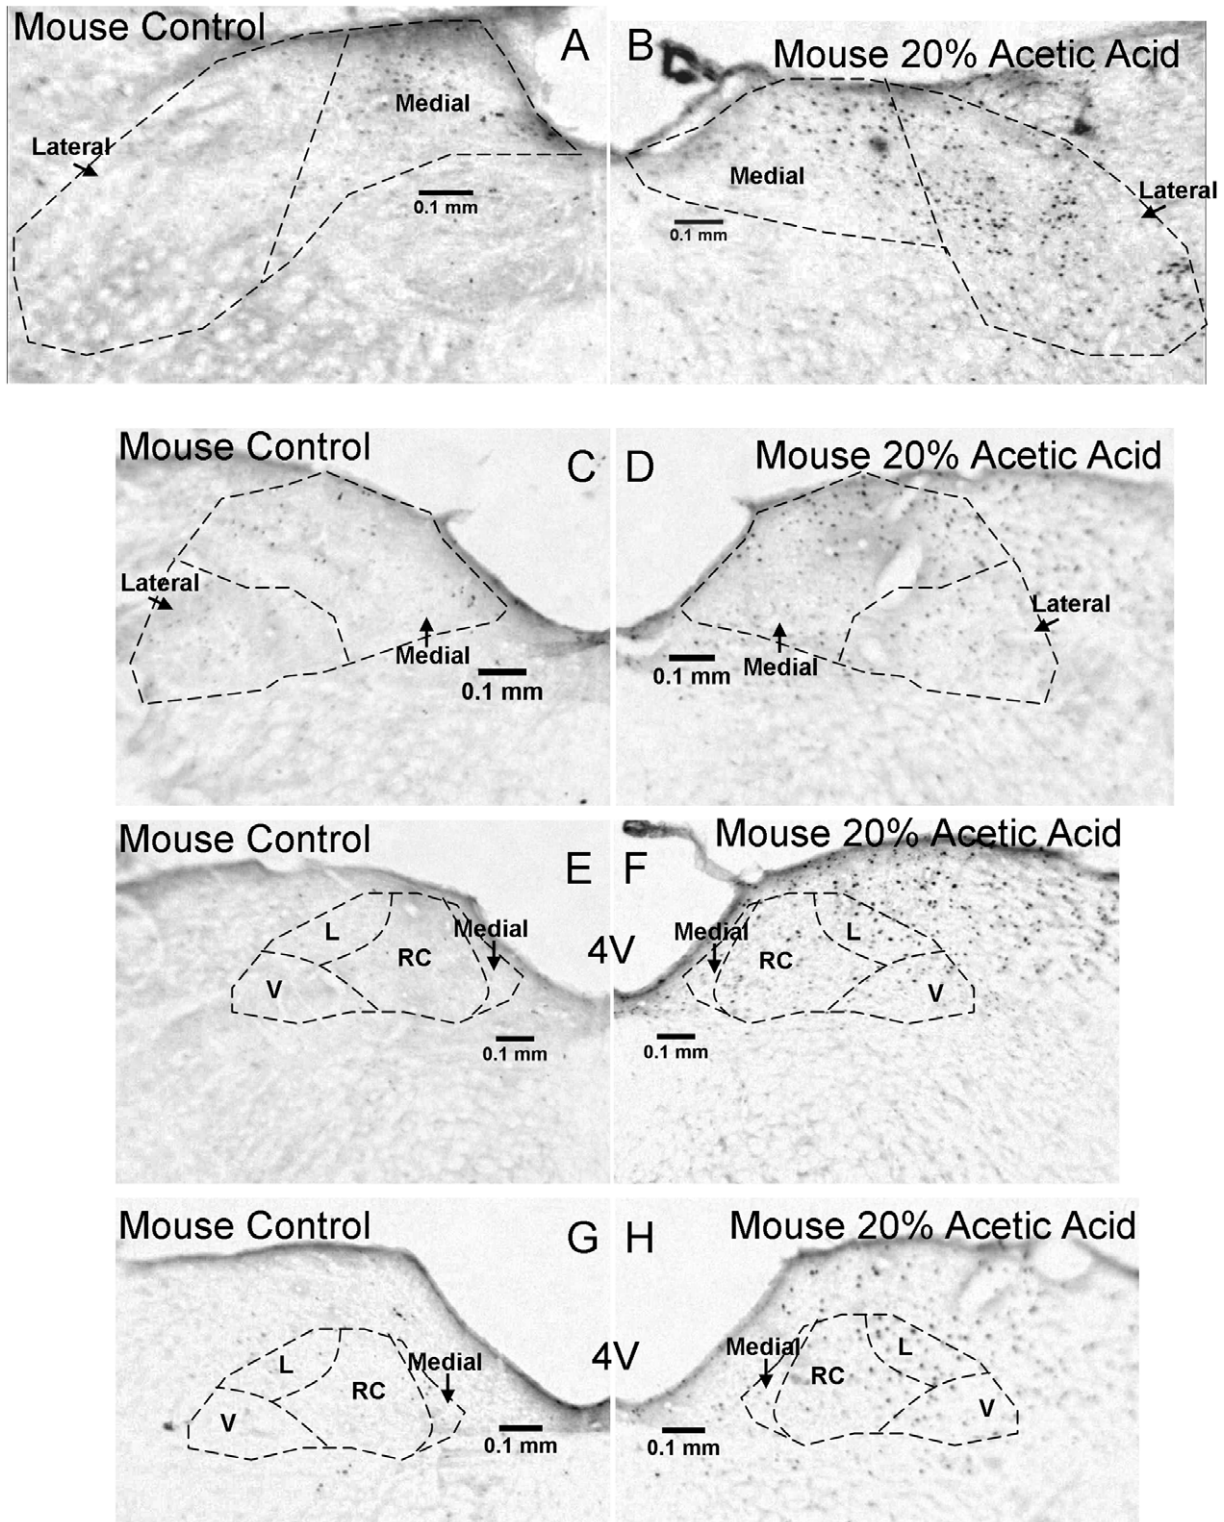 Mouse Control
A
B
Mouse 20% Acetic Acid
Medial
Lateral
0.1 mm
Medial
Lateral
0.1 mm
Mouse Control
C
D
Mouse 20% Acetic Acid
Lateral
Medial
0.1 mm
Lateral
Medial
0.1 mm
Mouse Control
E
F
Mouse 20% Acetic Acid
L
RC
V
Medial
0.1 mm
4V
Medial
RC
L
V
0.1 mm
Mouse Control
G
H
Mouse 20% Acetic Acid
L
RC
V
Medial
0.1 mm
4V
Medial
RC
L
V
0.1 mm